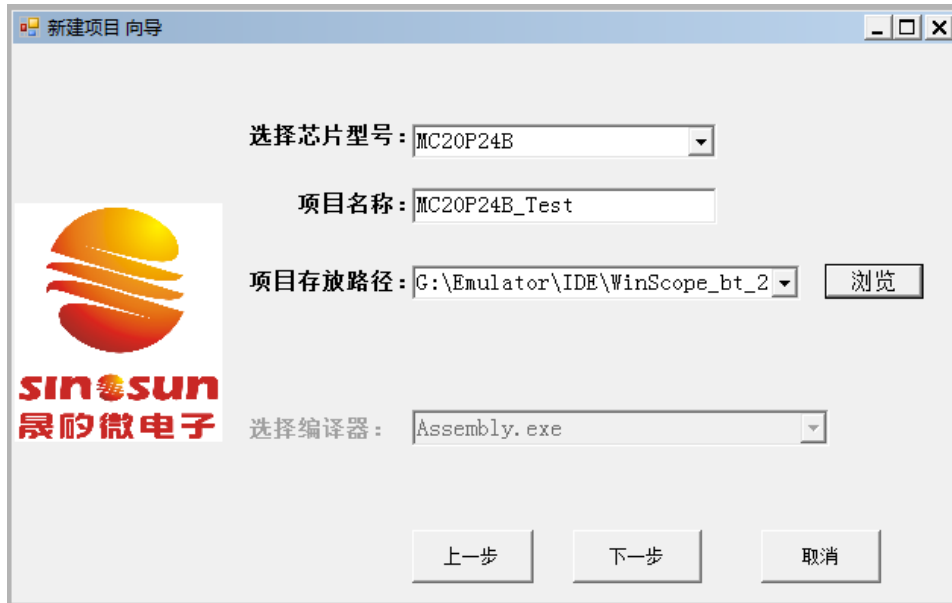 新建项目 向导
选择芯片型号：MC20P24B
项目名称：MC20P24B_Test
项目存放路径：G:\Emulator\IDE\WinScope_bt_2 浏览
sinosun
晟矽微电子
选择编译器： Assembly.exe
上一步 下一步 取消